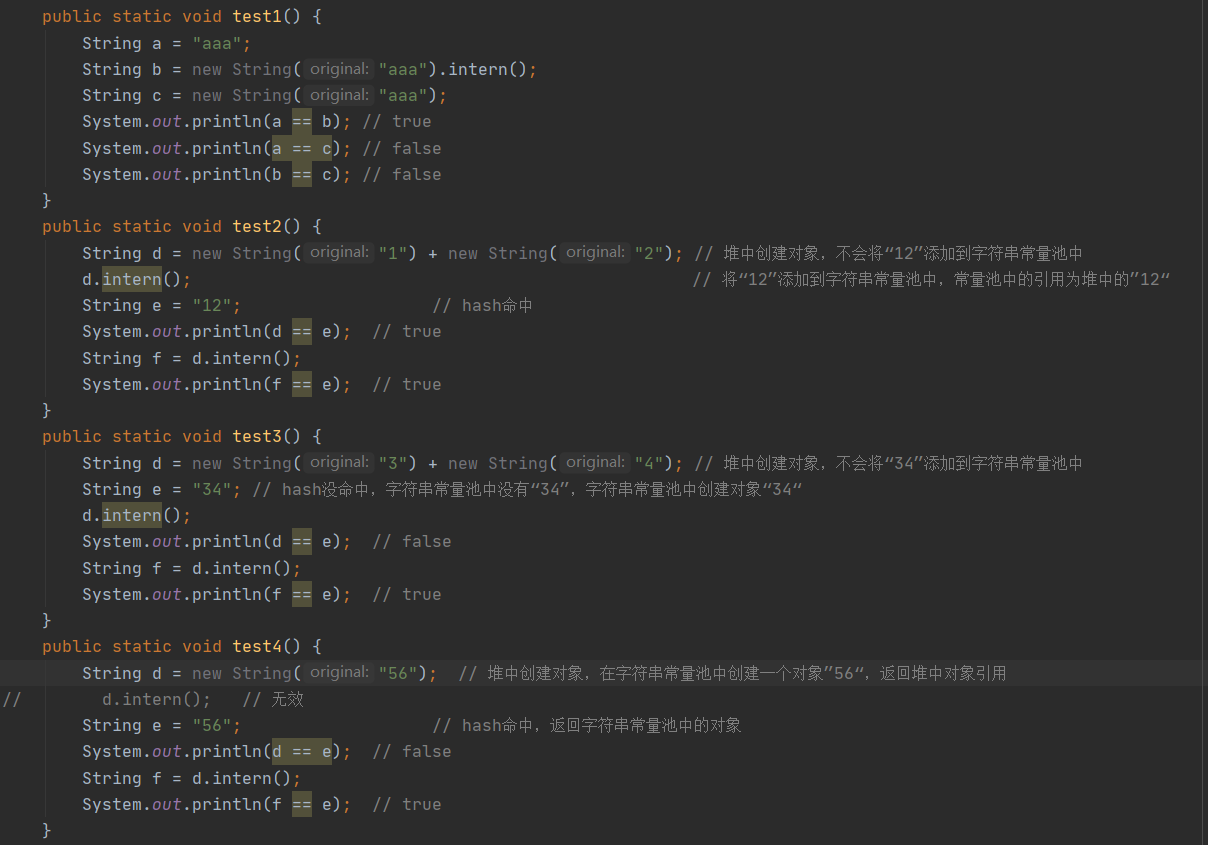 public static void test1() {
String a = "aaa";
String b = new String( original: "aaa").intern();
String c = new String( original: "aaa");
System.out.println(a == b); // true
System.out.println(a == c); // false
System.out.println(b == c); // false
}
public static void test2() {
String d = new String( original: "1") + new String( original: "2"); // 堆中创建对象，不会将“12”添加到字符串常量池中
d.intern(); // 将“12”添加到字符串常量池中，常量池中的引用为堆中的”12“
String e = "12"; // hash命中
System.out.println(d == e); // true
String f = d.intern();
System.out.println(f == e); // true
}
public static void test3() {
String d = new String( original: "3") + new String( original: "4"); // 堆中创建对象，不会将“34”添加到字符串常量池中
String e = "34"; // hash没命中，字符串常量池中没有“34”，字符串常量池中创建对象“34“
d.intern();
System.out.println(d == e); // false
String f = d.intern();
System.out.println(f == e); // true
}
public static void test4() {
String d = new String( original: "56"); // 堆中创建对象，在字符串常量池中创建一个对象”56“，返回堆中对象引用
// d.intern(); // 无效
String e = "56"; // hash命中，返回字符串常量池中的对象
System.out.println(d == e); // false
String f = d.intern();
System.out.println(f == e); // true
}